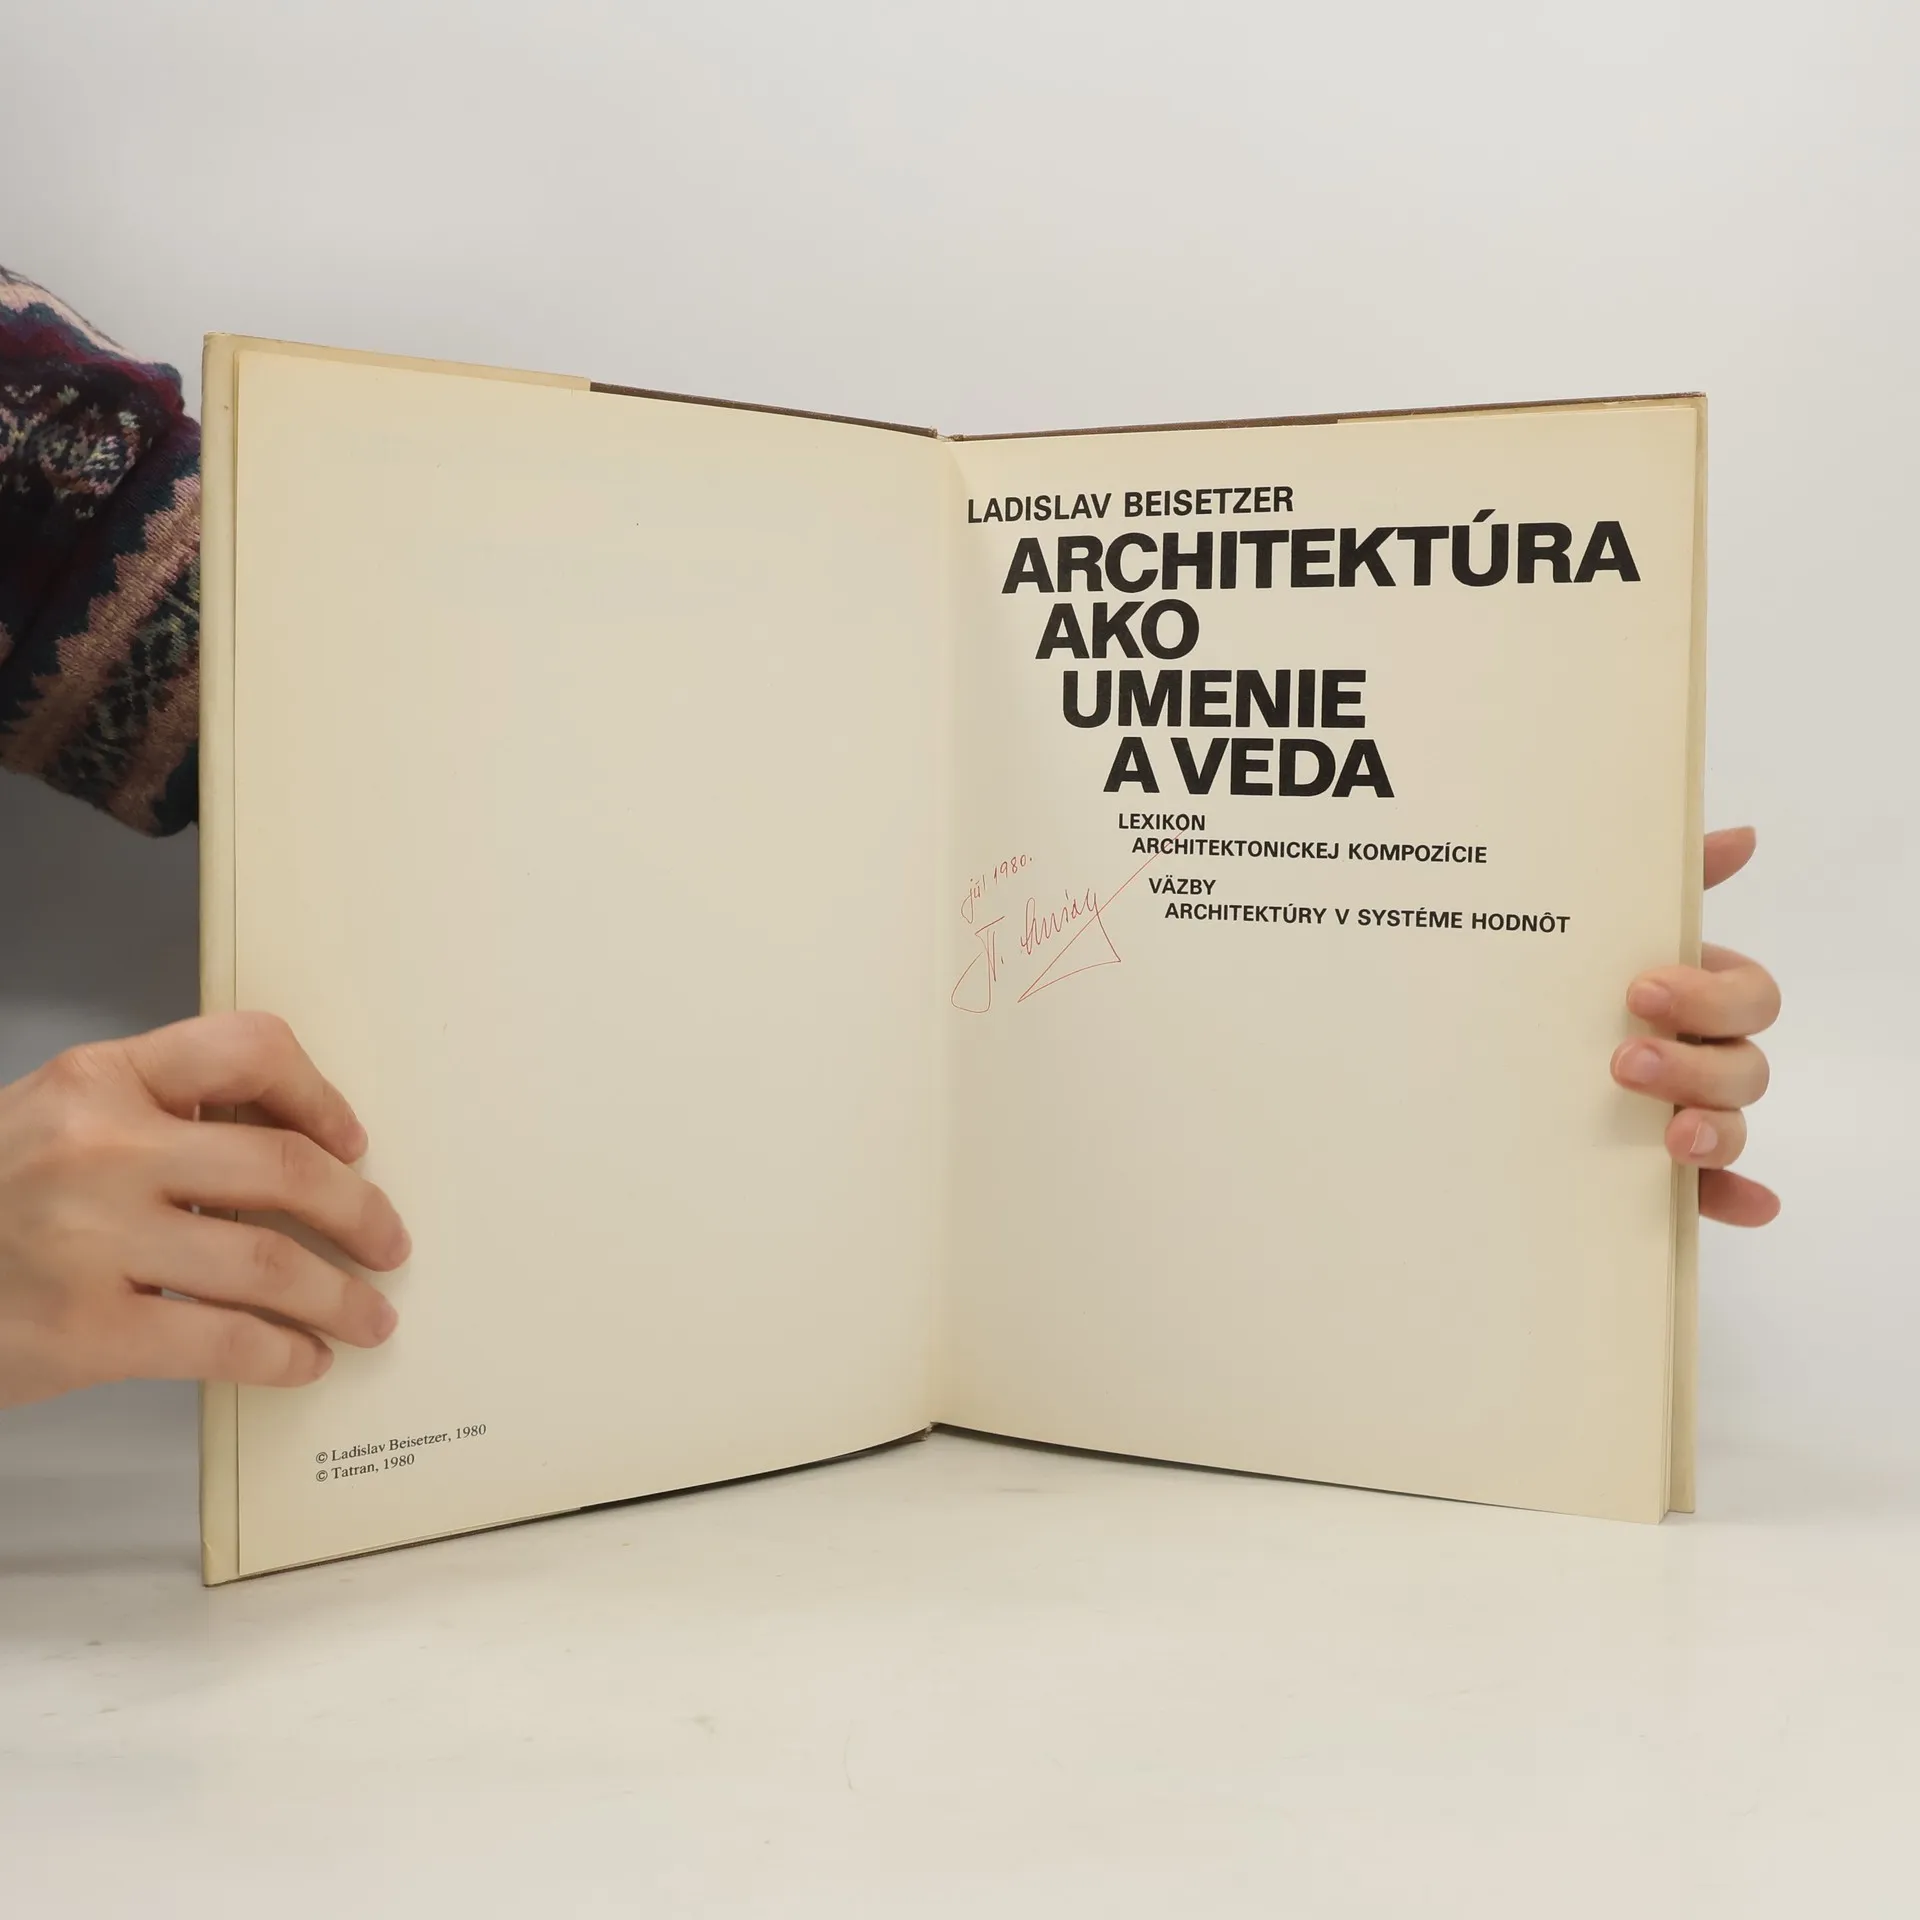 LADISLAV BEISETZER
ARCHITEKTÚRA
AKO
UMENIE
A VEDA
LEXIKON
ARCHITEKTONICKEJ KOMPOZÍCIE
VÄZBY
ARCHITEKTÚRY V SYSTÉME HODNÔT
júl 1980.
© Ladislav Beisetzer, 1980
© Tatran, 1980